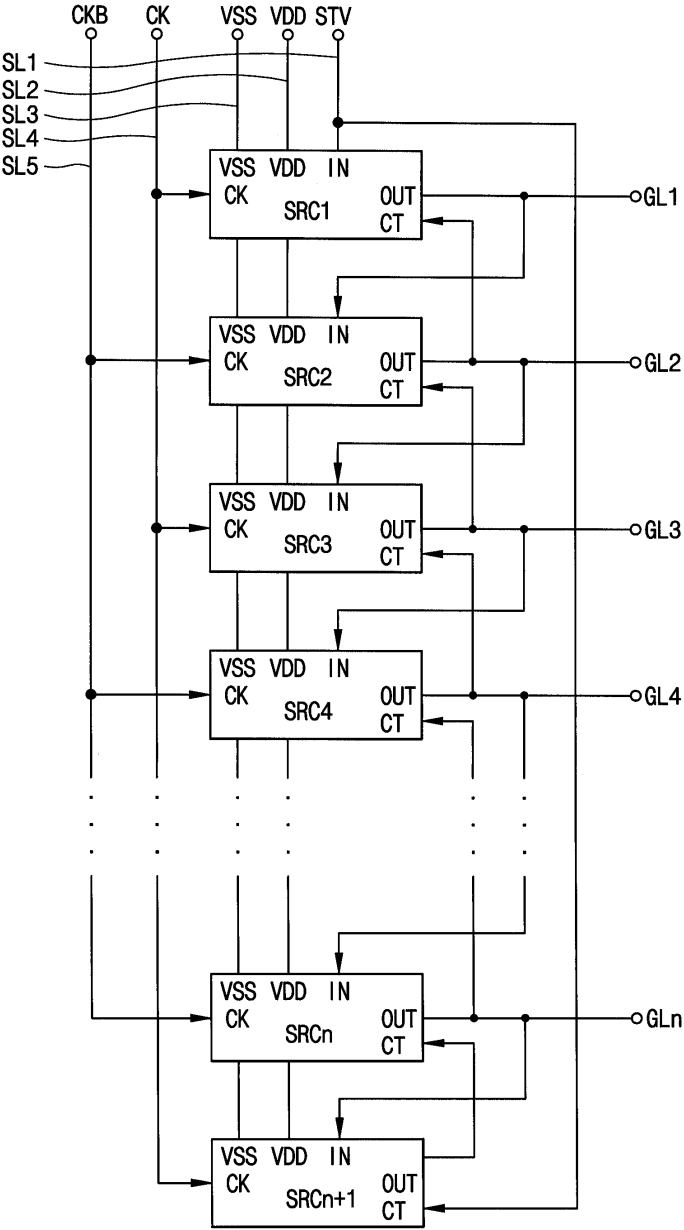 CKB CK VSS VDD STV
SL1
SL2
SL3
SL4
SL5
VSS VDD IN
CK OUT GL1
SRC1
CT
VSS VDD IN
CK OUT GL2
SRC2
CT
VSS VDD IN
CK OUT GL3
SRC3
CT
VSS VDD IN
CK OUT GL4
SRC4
CT
VSS VDD IN
CK OUT GLn
SRCn
CT
VSS VDD IN
CK OUT
SRCn+1
CT